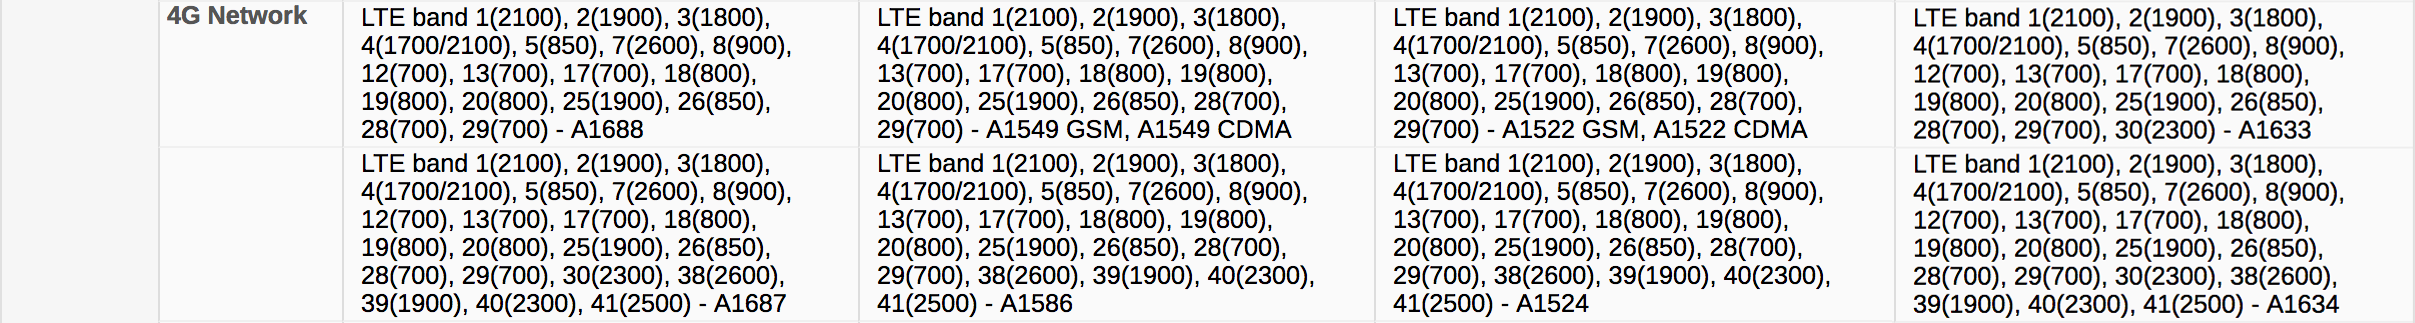 4G Network
LTE band 1(2100), 2(1900), 3(1800),
4(1700/2100), 5(850), 7(2600), 8(900),
12(700), 13(700), 17(700), 18(800),
19(800), 20(800), 25(1900), 26(850),
28(700), 29(700) - A1688
LTE band 1(2100), 2(1900), 3(1800),
4(1700/2100), 5(850), 7(2600), 8(900),
13(700), 17(700), 18(800), 19(800),
20(800), 25(1900), 26(850), 28(700),
29(700) - A1549 GSM, A1549 CDMA
LTE band 1(2100), 2(1900), 3(1800),
4(1700/2100), 5(850), 7(2600), 8(900),
13(700), 17(700), 18(800), 19(800),
20(800), 25(1900), 26(850), 28(700),
29(700) - A1522 GSM, A1522 CDMA
LTE band 1(2100), 2(1900), 3(1800),
4(1700/2100), 5(850), 7(2600), 8(900),
12(700), 13(700), 17(700), 18(800),
19(800), 20(800), 25(1900), 26(850),
28(700), 29(700), 30(2300) - A1633
LTE band 1(2100), 2(1900), 3(1800),
4(1700/2100), 5(850), 7(2600), 8(900),
12(700), 13(700), 17(700), 18(800),
19(800), 20(800), 25(1900), 26(850),
28(700), 29(700), 30(2300), 38(2600),
39(1900), 40(2300), 41(2500) - A1687
LTE band 1(2100), 2(1900), 3(1800),
4(1700/2100), 5(850), 7(2600), 8(900),
13(700), 17(700), 18(800), 19(800),
20(800), 25(1900), 26(850), 28(700),
29(700), 38(2600), 39(1900), 40(2300),
41(2500) - A1586
LTE band 1(2100), 2(1900), 3(1800),
4(1700/2100), 5(850), 7(2600), 8(900),
13(700), 17(700), 18(800), 19(800),
20(800), 25(1900), 26(850), 28(700),
29(700), 38(2600), 39(1900), 40(2300),
41(2500) - A1524
LTE band 1(2100), 2(1900), 3(1800),
4(1700/2100), 5(850), 7(2600), 8(900),
12(700), 13(700), 17(700), 18(800),
19(800), 20(800), 25(1900), 26(850),
28(700), 29(700), 30(2300), 38(2600),
39(1900), 40(2300), 41(2500) - A1634